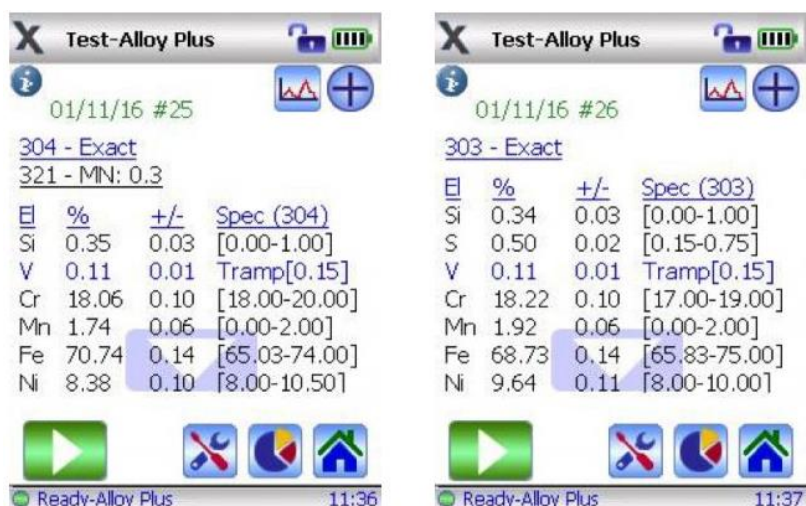 Test-Alloy Plus
01/11/16 #25
304 - Exact
321 - MN: 0.3
El % +/- Spec (304)
Si 0.35 0.03 [0.00-1.00]
V 0.11 0.01 Tramp[0.15]
Cr 18.06 0.10 [18.00-20.00]
Mn 1.74 0.06 [0.00-2.00]
Fe 70.74 0.14 [65.03-74.00]
Ni 8.38 0.10 [8.00-10.50]
Ready-Alloy Plus 11:36
Test-Alloy Plus
01/11/16 #26
303 - Exact
El % +/- Spec (303)
Si 0.34 0.03 [0.00-1.00]
S 0.50 0.02 [0.15-0.75]
V 0.11 0.01 Tramp[0.15]
Cr 18.22 0.10 [17.00-19.00]
Mn 1.92 0.06 [0.00-2.00]
Fe 68.73 0.14 [65.83-75.00]
Ni 9.64 0.11 [8.00-10.00]
Ready-Alloy Plus 11:37